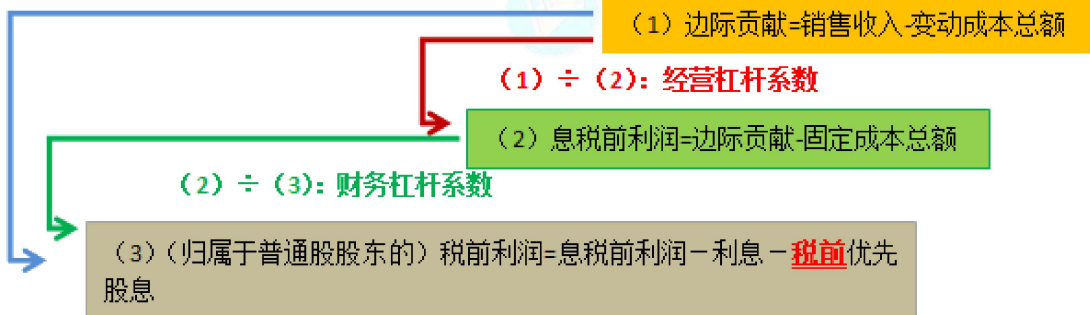 （1）边际贡献=销售收入-变动成本总额
（1）÷（2）：经营杠杆系数
（2）息税前利润=边际贡献-固定成本总额
（2）÷（3）：财务杠杆系数
（3）（归属于普通股股东的）税前利润=息税前利润－利息－税前优先
股息